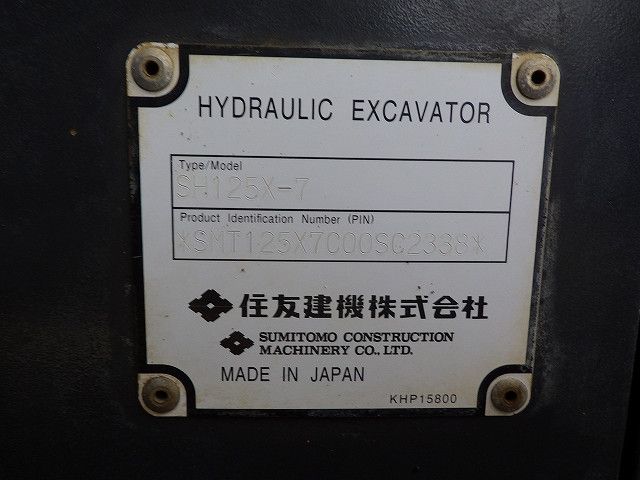 HYDRAULIC EXCAVATOR
Type/Model
SH125X-7
Product Identification Number (PIN)
*SMT125X7C00SG2338*
住友建機株式会社
SUMITOMO CONSTRUCTION
MACHINERY CO., LTD.
MADE IN JAPAN
KHP15800